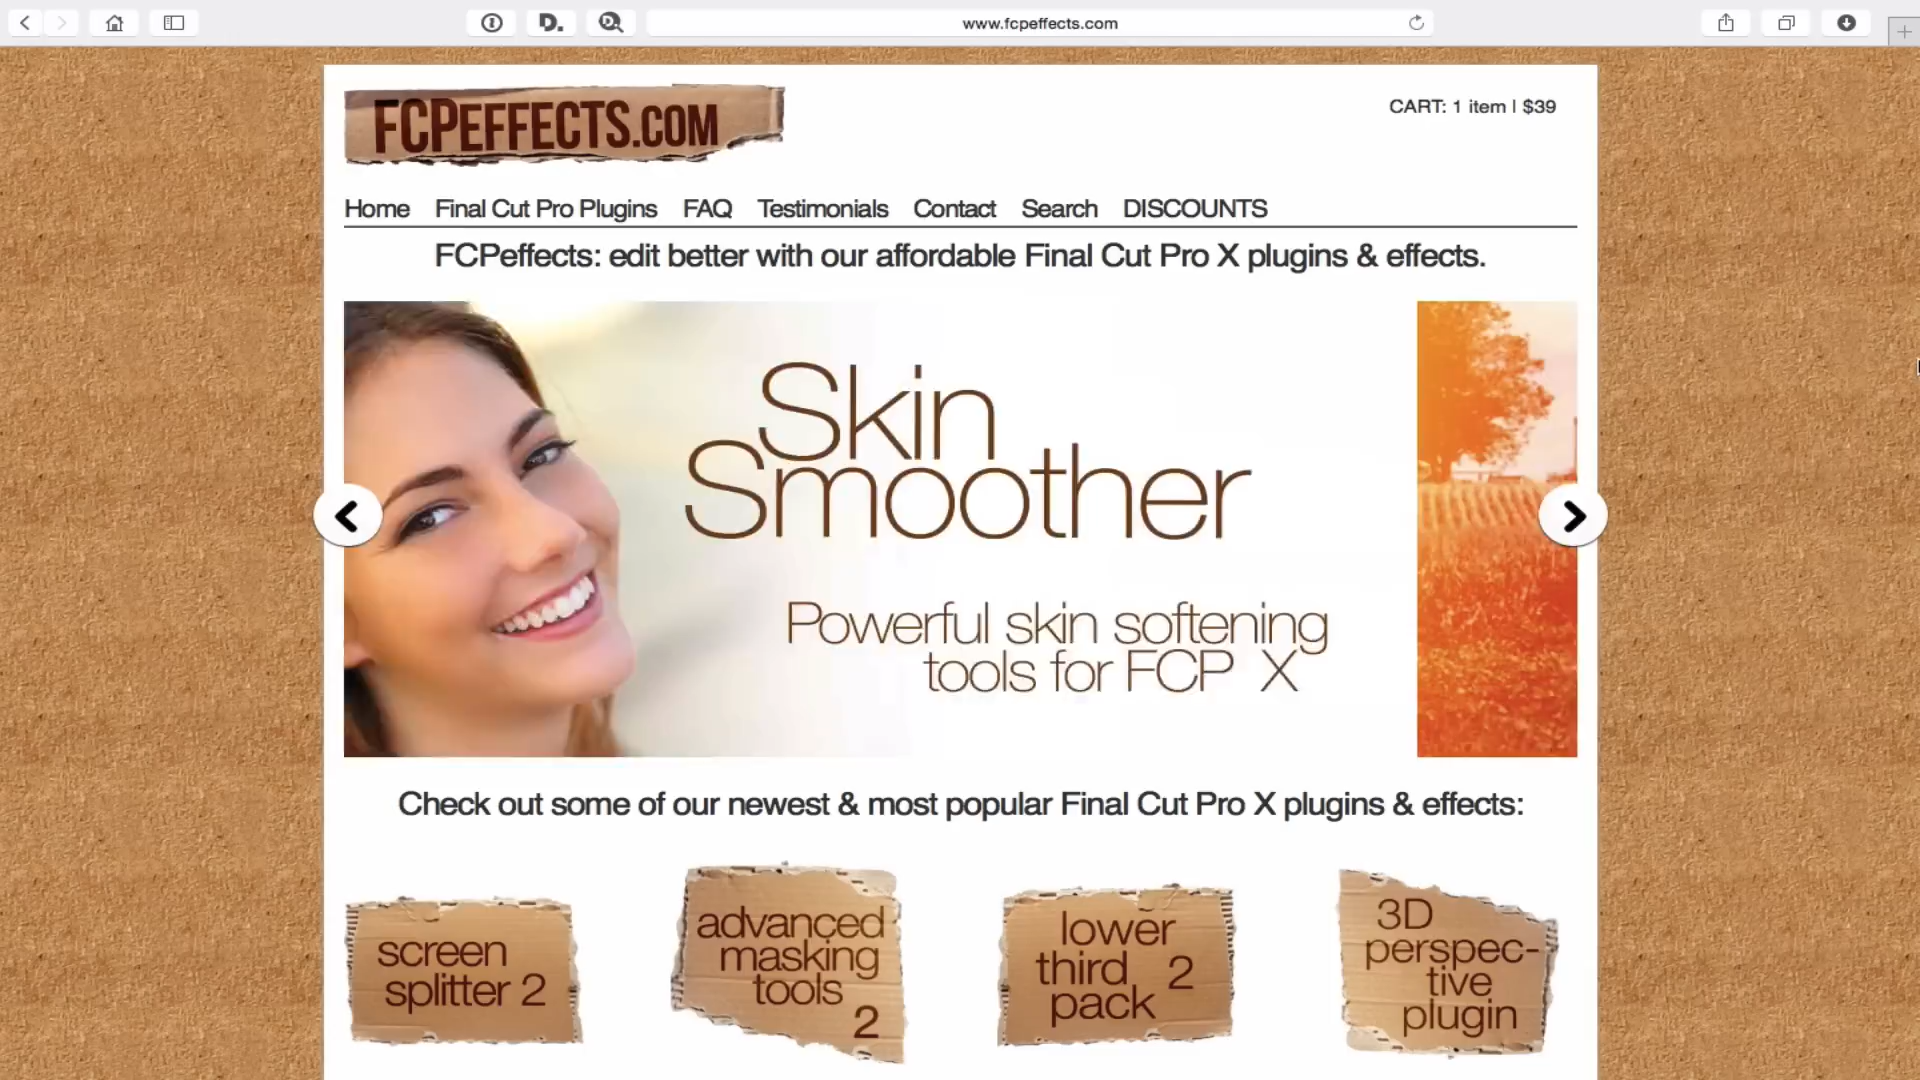 www.fcpeffects.com
FCPEFFECTS.COM
CART: 1 item | $39
Home Final Cut Pro Plugins FAQ Testimonials Contact Search DISCOUNTS
FCPeffects: edit better with our affordable Final Cut Pro X plugins & effects.
Skin
Smoother
Powerful skin softening
tools for FCP X
Check out some of our newest & most popular Final Cut Pro X plugins & effects:
screen
splitter 2
advanced
masking
tools
2
lower
third 2
pack
3D
perspec-
tive
plugin